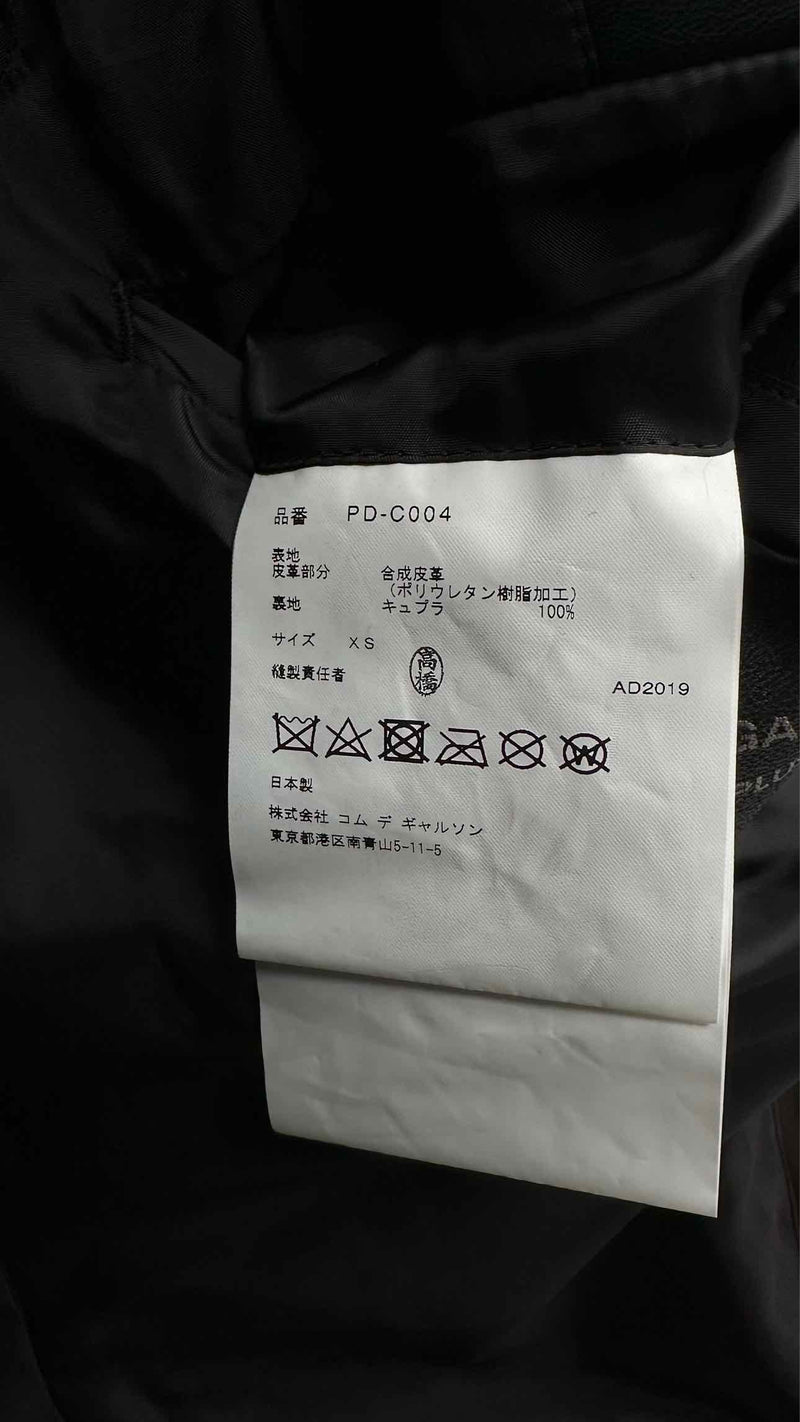 品番 PD-C004
表地
皮革部分 合成皮革
(ポリウレタン樹脂加工)
裏地 キュプラ 100%
サイズ XS
縫製責任者 高橋 AD2019
日本製
株式会社 コム デ ギャルソン
東京都港区南青山5-11-5
GA
PLU